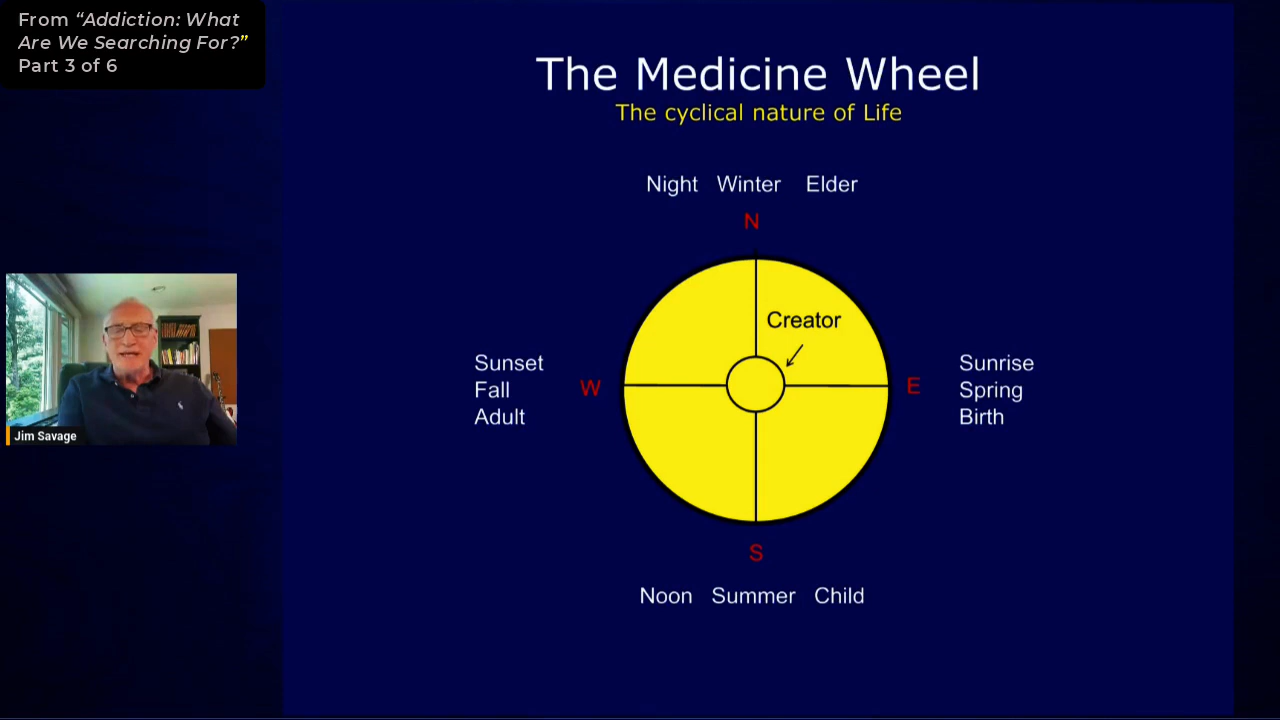 From “Addiction: What
Are We Searching For?”
Part 3 of 6
The Medicine Wheel
The cyclical nature of Life
Night Winter Elder
N
Creator
Sunset
Fall
Adult
W
E
Sunrise
Spring
Birth
S
Noon Summer Child
Jim Savage